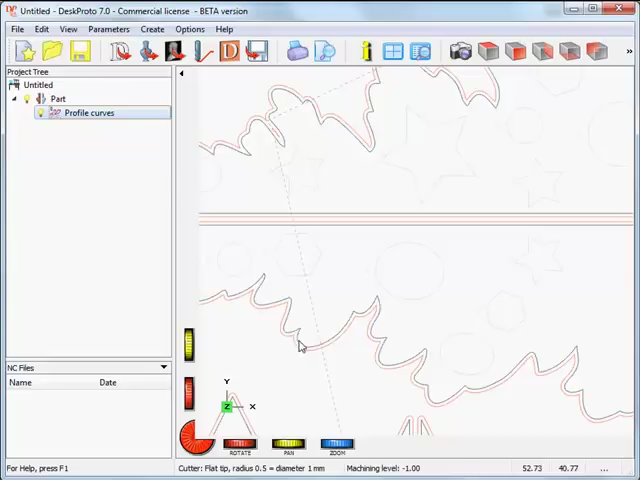 Untitled - DeskProto 7.0 - Commercial license - BETA version
File Edit View Parameters Create Options Help
Project Tree
Untitled
Part
Profile curves
NC Files
Name Date
Y
Z X
ROTATE PAN ZOOM
For Help, press F1 Cutter: Flat tip, radius 0.5 = diameter 1 mm Machining level: -1.00 52.73 40.77 ...